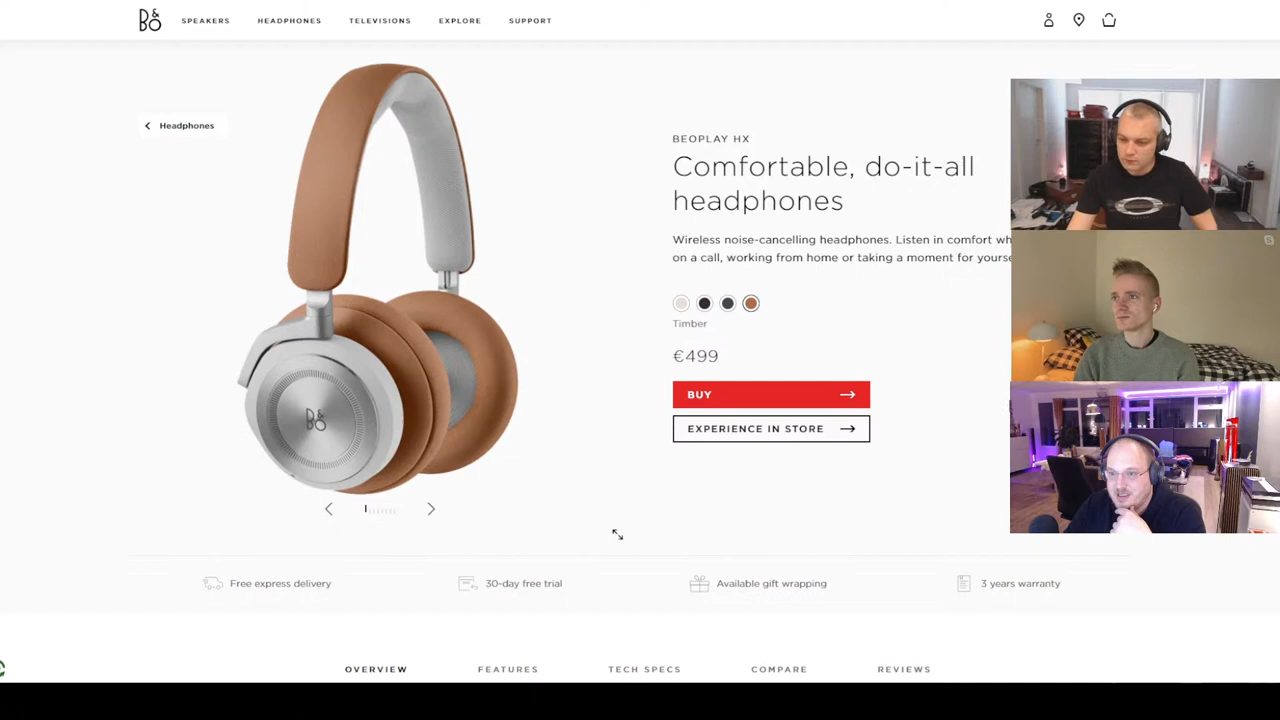 B&O SPEAKERS HEADPHONES TELEVISIONS EXPLORE SUPPORT
Headphones
BEOPLAY HX
Comfortable, do-it-all
headphones
Wireless noise-cancelling headphones. Listen in comfort
on a call, working from home or taking a moment for
Timber
€499
BUY
EXPERIENCE IN STORE
B&O
Free express delivery 30-day free trial Available gift wrapping 3 years warranty
OVERVIEW FEATURES TECH SPECS COMPARE REVIEWS